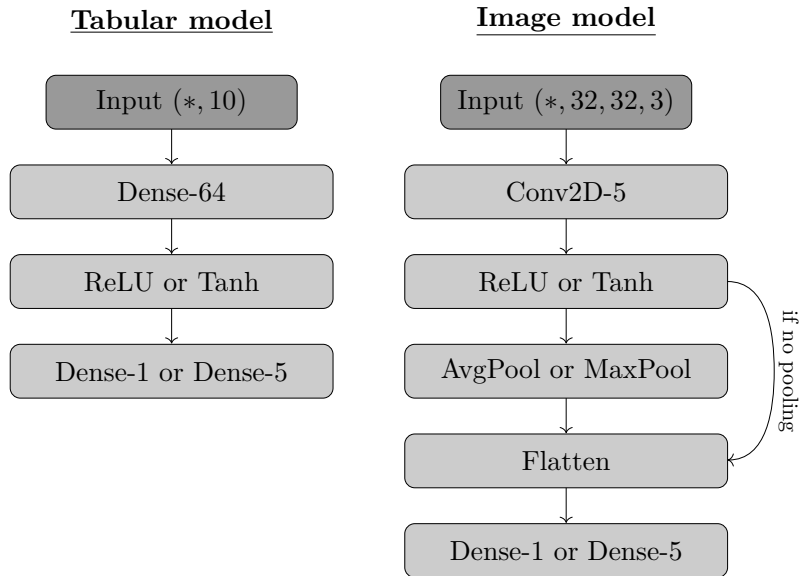 Tabular model
Input (∗, 10)
Dense-64
ReLU or Tanh
Dense-1 or Dense-5
Image model
Input (∗, 32, 32, 3)
Conv2D-5
ReLU or Tanh
AvgPool or MaxPool
Flatten
Dense-1 or Dense-5
if no pooling